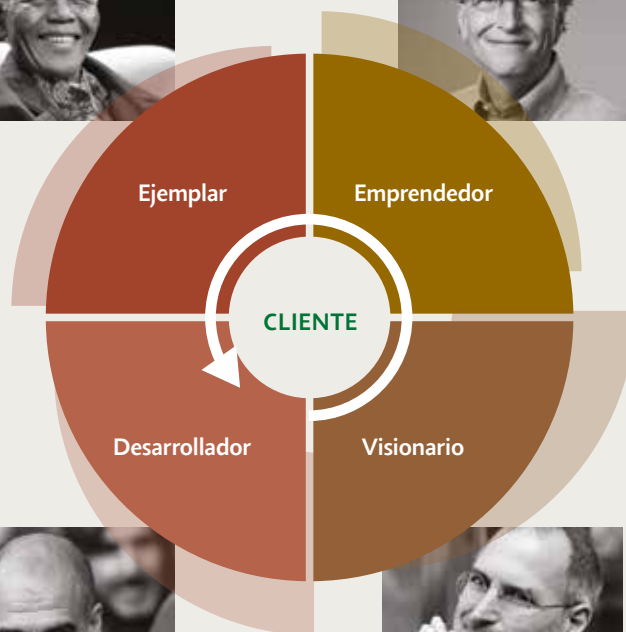 Ejemplar
Emprendedor
CLIENTE
Desarrollador
Visionario